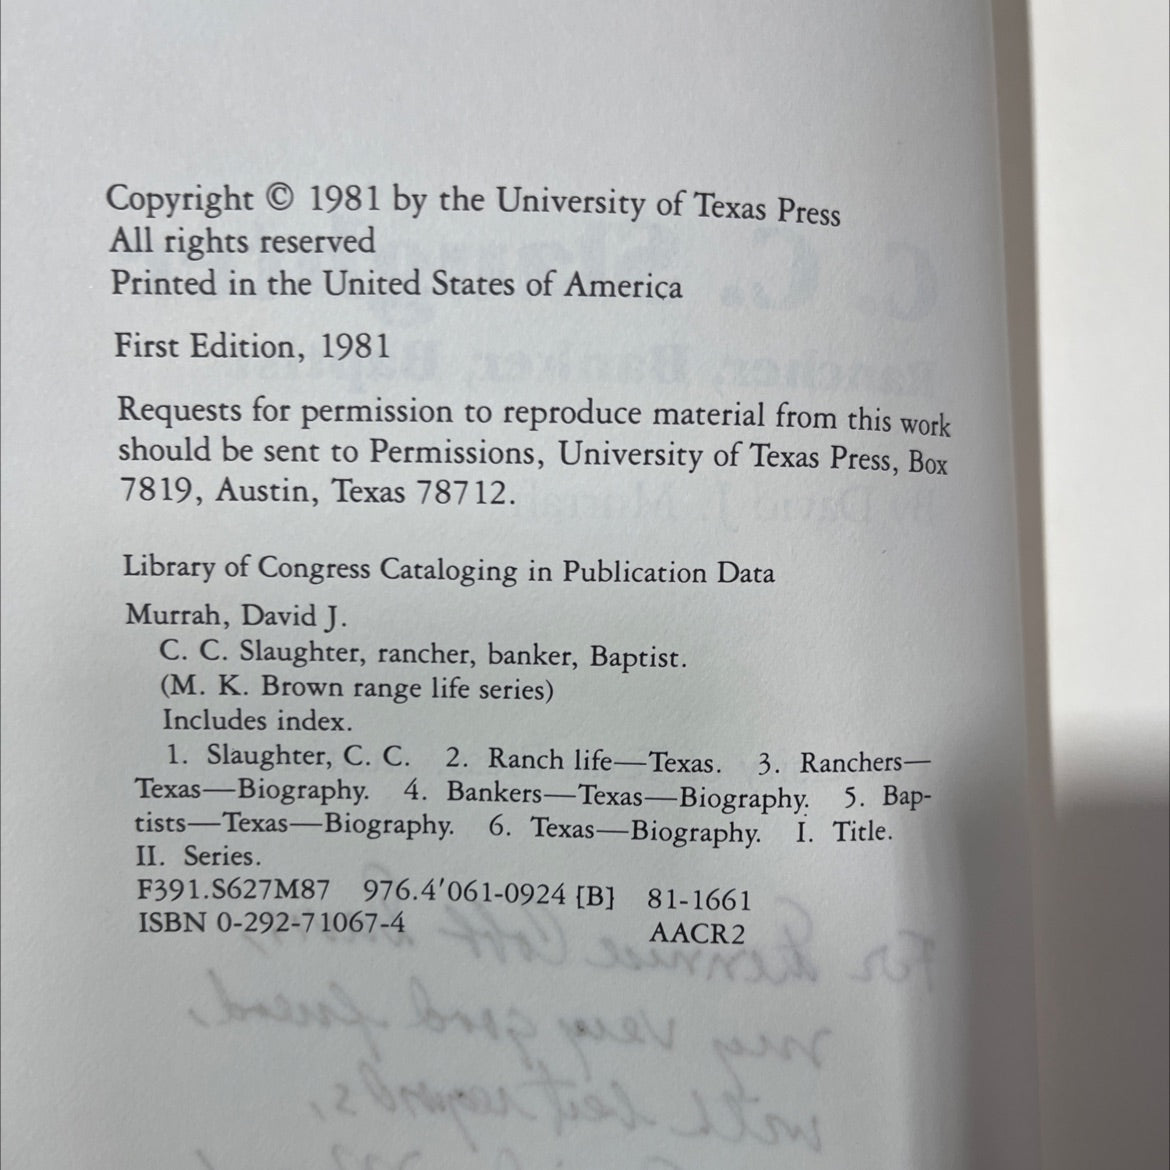 Copyright © 1981 by the University of Texas Press
All rights reserved
Printed in the United States of America
First Edition, 1981
Requests for permission to reproduce material from this work
should be sent to Permissions, University of Texas Press, Box
7819, Austin, Texas 78712.
Library of Congress Cataloging in Publication Data
Murrah, David J.
C. C. Slaughter, rancher, banker, Baptist.
(M. K. Brown range life series)
Includes index.
1. Slaughter, C. C. 2. Ranch life—Texas. 3. Ranchers—
Texas—Biography. 4. Bankers—Texas—Biography. 5. Bap-
tists—Texas—Biography. 6. Texas—Biography. I. Title.
II. Series.
F391.S627M87 976.4'061-0924 [B] 81-1661
ISBN 0-292-71067-4 AACR2
my very good friend,
with best regards,